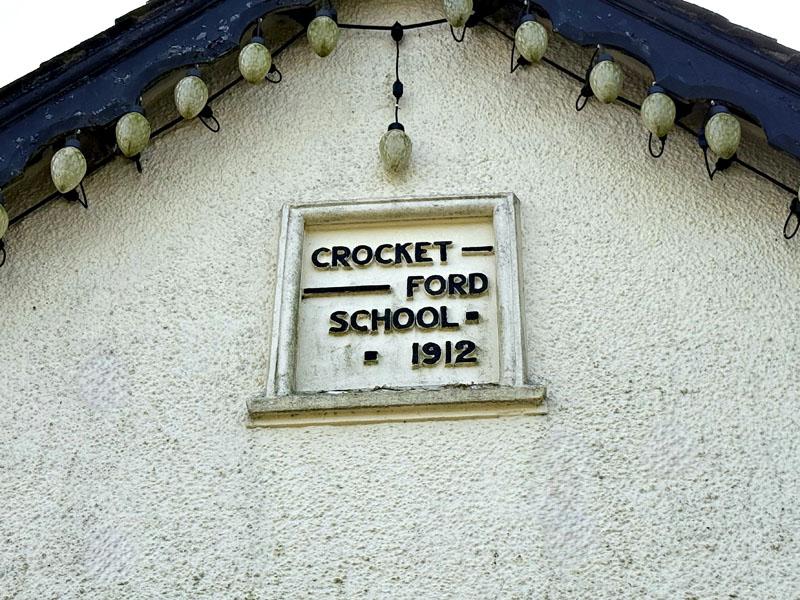 CROCKET —
— FORD
SCHOOL ▪
▪ 1912